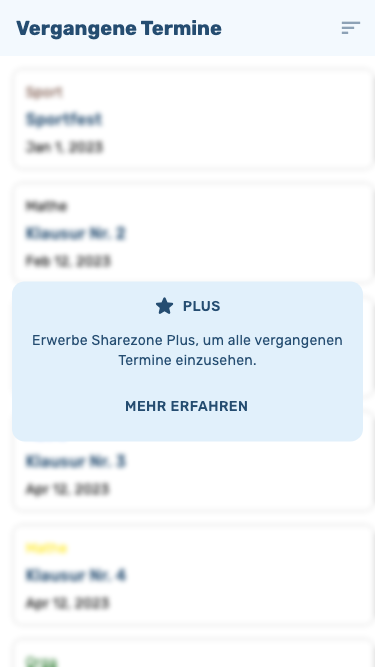 Vergangene Termine
Sport
Sportfest
Jan 1, 2023
Mathe
Klausur Nr. 2
Feb 12, 2023
PLUS
Erwerbe Sharezone Plus, um alle vergangenen
Termine einzusehen.
MEHR ERFAHREN
Klausur Nr. 3
Apr 12, 2023
Mathe
Klausur Nr. 4
Apr 12, 2023